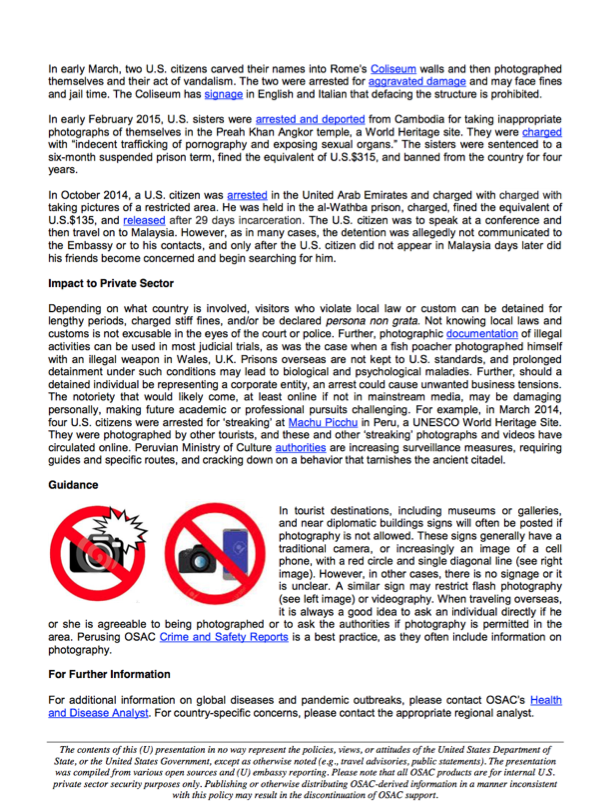 In early March, two U.S. citizens carved their names into Rome's Coliseum walls and then photographed
themselves and their act of vandalism. The two were arrested for aggravated damage and may face fines
and jail time. The Coliseum has signage in English and Italian that defacing the structure is prohibited.
In early February 2015, U.S. sisters were arrested and deported from Cambodia for taking inappropriate
photographs of themselves in the Preah Khan Angkor temple, a World Heritage site. They were charged
with "indecent trafficking of pornography and exposing sexual organs." The sisters were sentenced to a
six-month suspended prison term, fined the equivalent of U.S.$315, and banned from the country for four
years.
In October 2014, a U.S. citizen was arrested in the United Arab Emirates and charged with charged with
taking pictures of a restricted area. He was held in the al-Wathba prison, charged, fined the equivalent of
U.S.$135, and released after 29 days incarceration. The U.S. citizen was to speak at a conference and
then travel on to Malaysia. However, as in many cases, the detention was allegedly not communicated to
the Embassy or to his contacts, and only after the U.S. citizen did not appear in Malaysia days later did
his friends become concerned and begin searching for him.
Impact to Private Sector
Depending on what country is involved, visitors who violate local law or custom can be detained for
lengthy periods, charged stiff fines, and/or be declared persona non grata. Not knowing local laws and
customs is not excusable in the eyes of the court or police. Further, photographic documentation of illegal
activities can be used in most judicial trials, as was the case when a fish poacher photographed himself
with an illegal weapon in Wales, U.K. Prisons overseas are not kept to U.S. standards, and prolonged
detainment under such conditions may lead to biological and psychological maladies. Further, should a
detained individual be representing a corporate entity, an arrest could cause unwanted business tensions.
The notoriety that would likely come, at least online if not in mainstream media, may be damaging
personally, making future academic or professional pursuits challenging. For example, in March 2014,
four U.S. citizens were arrested for 'streaking' at Machu Picchu in Peru, a UNESCO World Heritage Site.
They were photographed by other tourists, and these and other 'streaking' photographs and videos have
circulated online. Peruvian Ministry of Culture authorities are increasing surveillance measures, requiring
guides and specific routes, and cracking down on a behavior that tarnishes the ancient citadel.
Guidance
In tourist destinations, including museums or galleries,
and near diplomatic buildings signs will often be posted if
photography is not allowed. These signs generally have a
traditional camera, or increasingly an image of a cell
phone, with a red circle and single diagonal line (see right
image). However, in other cases, there is no signage or it
is unclear. A similar sign may restrict flash photography
(see left image) or videography. When traveling overseas,
it is always a good idea to ask an individual directly if he
or she is agreeable to being photographed or to ask the authorities if photography is permitted in the
area. Perusing OSAC Crime and Safety Reports is a best practice, as they often include information on
photography.
For Further Information
For additional information on global diseases and pandemic outbreaks, please contact OSAC's Health
and Disease Analyst. For country-specific concerns, please contact the appropriate regional analyst.
The contents of this (U) presentation in no way represent the policies, views, or attitudes of the United States Department of
State, or the United States Government, except as otherwise noted (e.g., travel advisories, public statements). The presentation
was compiled from various open sources and (U) embassy reporting. Please note that all OSAC products are for internal U.S.
private sector security purposes only. Publishing or otherwise distributing OSAC-derived information in a manner inconsistent
with this policy may result in the discontinuation of OSAC support.